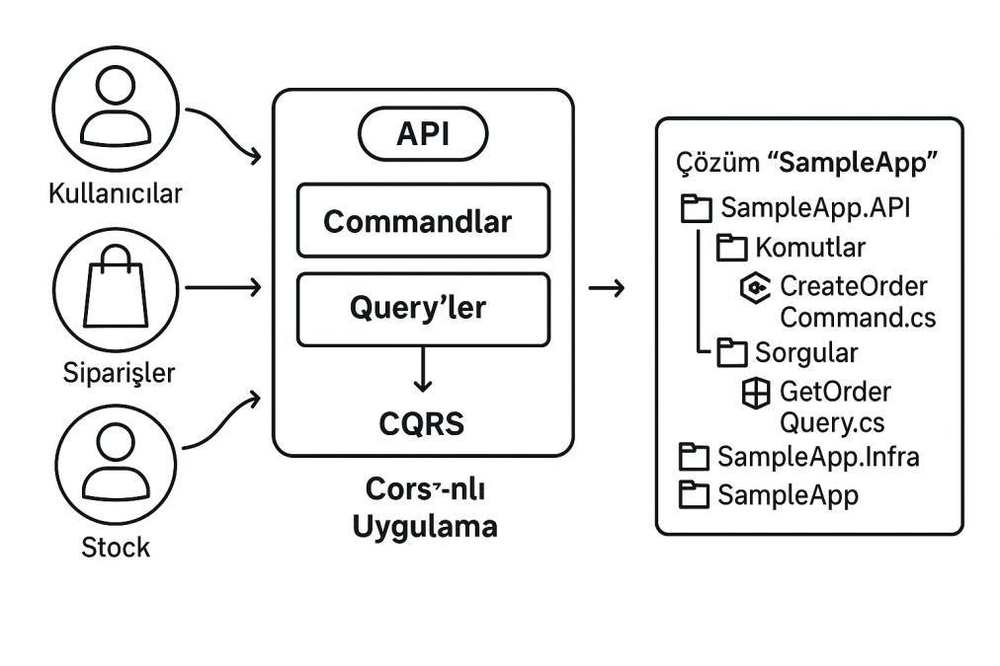 Kullanıcılar
Siparişler
Stock
API
Commandlar
Query’ler
CQRS
Uygulama
Çözüm “SampleApp”
SampleApp.API
Komutlar
CreateOrder
Command.cs
Sorgular
GetOrder
Query.cs
SampleApp.Infra
SampleApp